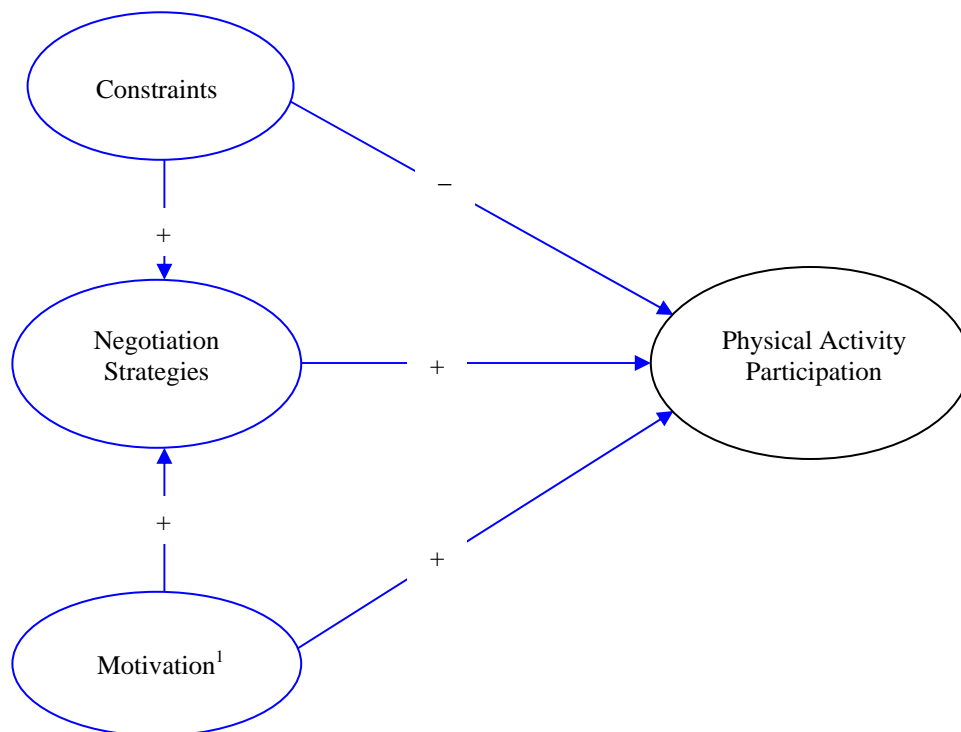 Constraints
−
+
Negotiation
Strategies
+
Physical Activity
Participation
+
+
Motivation1